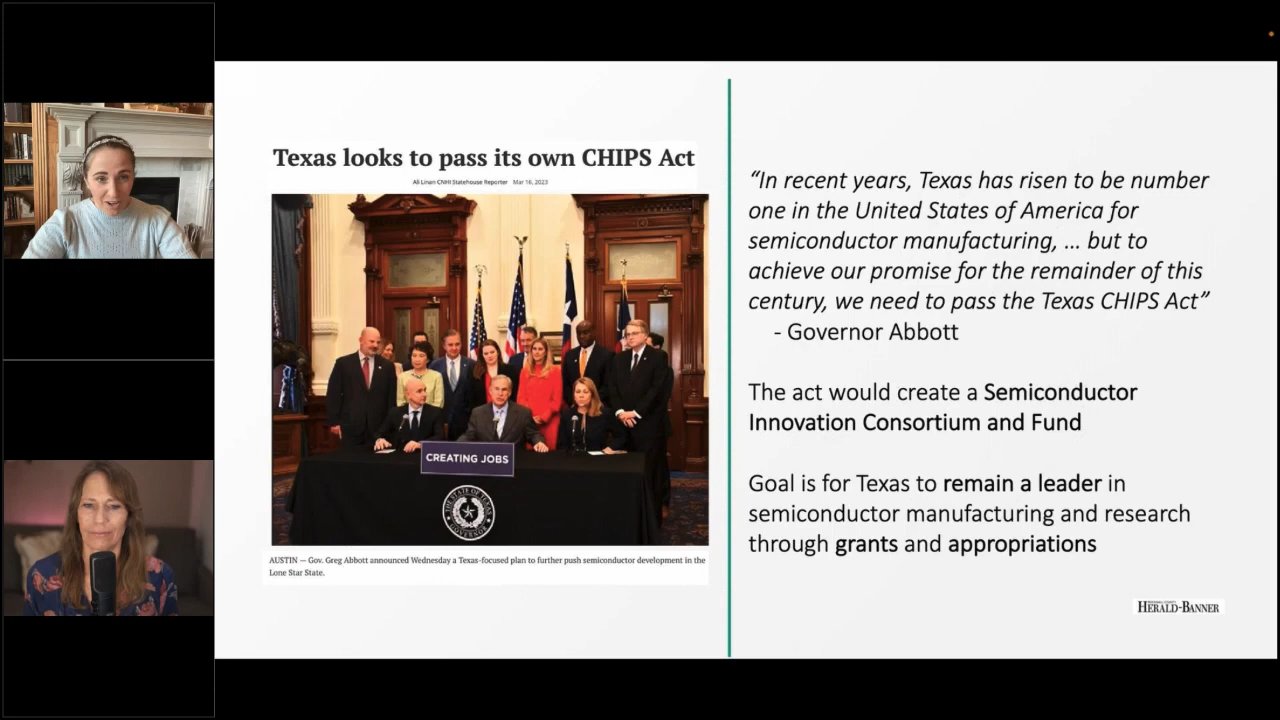 Texas looks to pass its own CHIPS Act
Ali Linan CNHI Statehouse Reporter Mar 16, 2023
CREATING JOBS
THE STATE OF TEXAS
GOVERNOR
AUSTIN — Gov. Greg Abbott announced Wednesday a Texas-focused plan to further push semiconductor development in the
Lone Star State.
“In recent years, Texas has risen to be number
one in the United States of America for
semiconductor manufacturing, ... but to
achieve our promise for the remainder of this
century, we need to pass the Texas CHIPS Act”
- Governor Abbott
The act would create a Semiconductor
Innovation Consortium and Fund
Goal is for Texas to remain a leader in
semiconductor manufacturing and research
through grants and appropriations
HERALD-BANNER